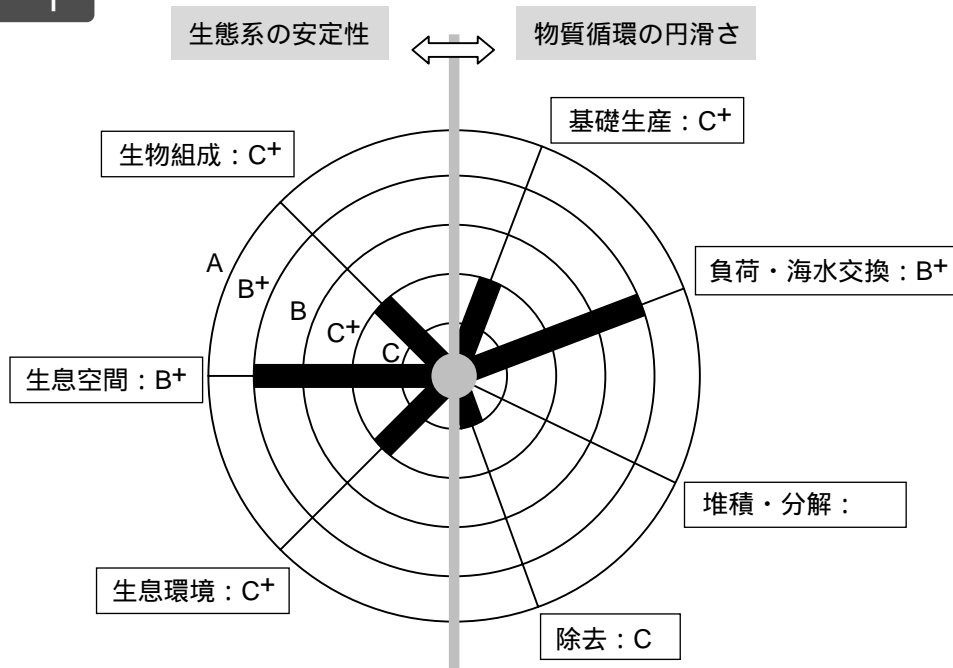 生態系の安定性
物質循環の円滑さ
基礎生産：C+
生物組成：C+
負荷・海水交換：B+
A
B+
B
C+
C
生息空間：B+
堆積・分解：
生息環境：C+
除去：C